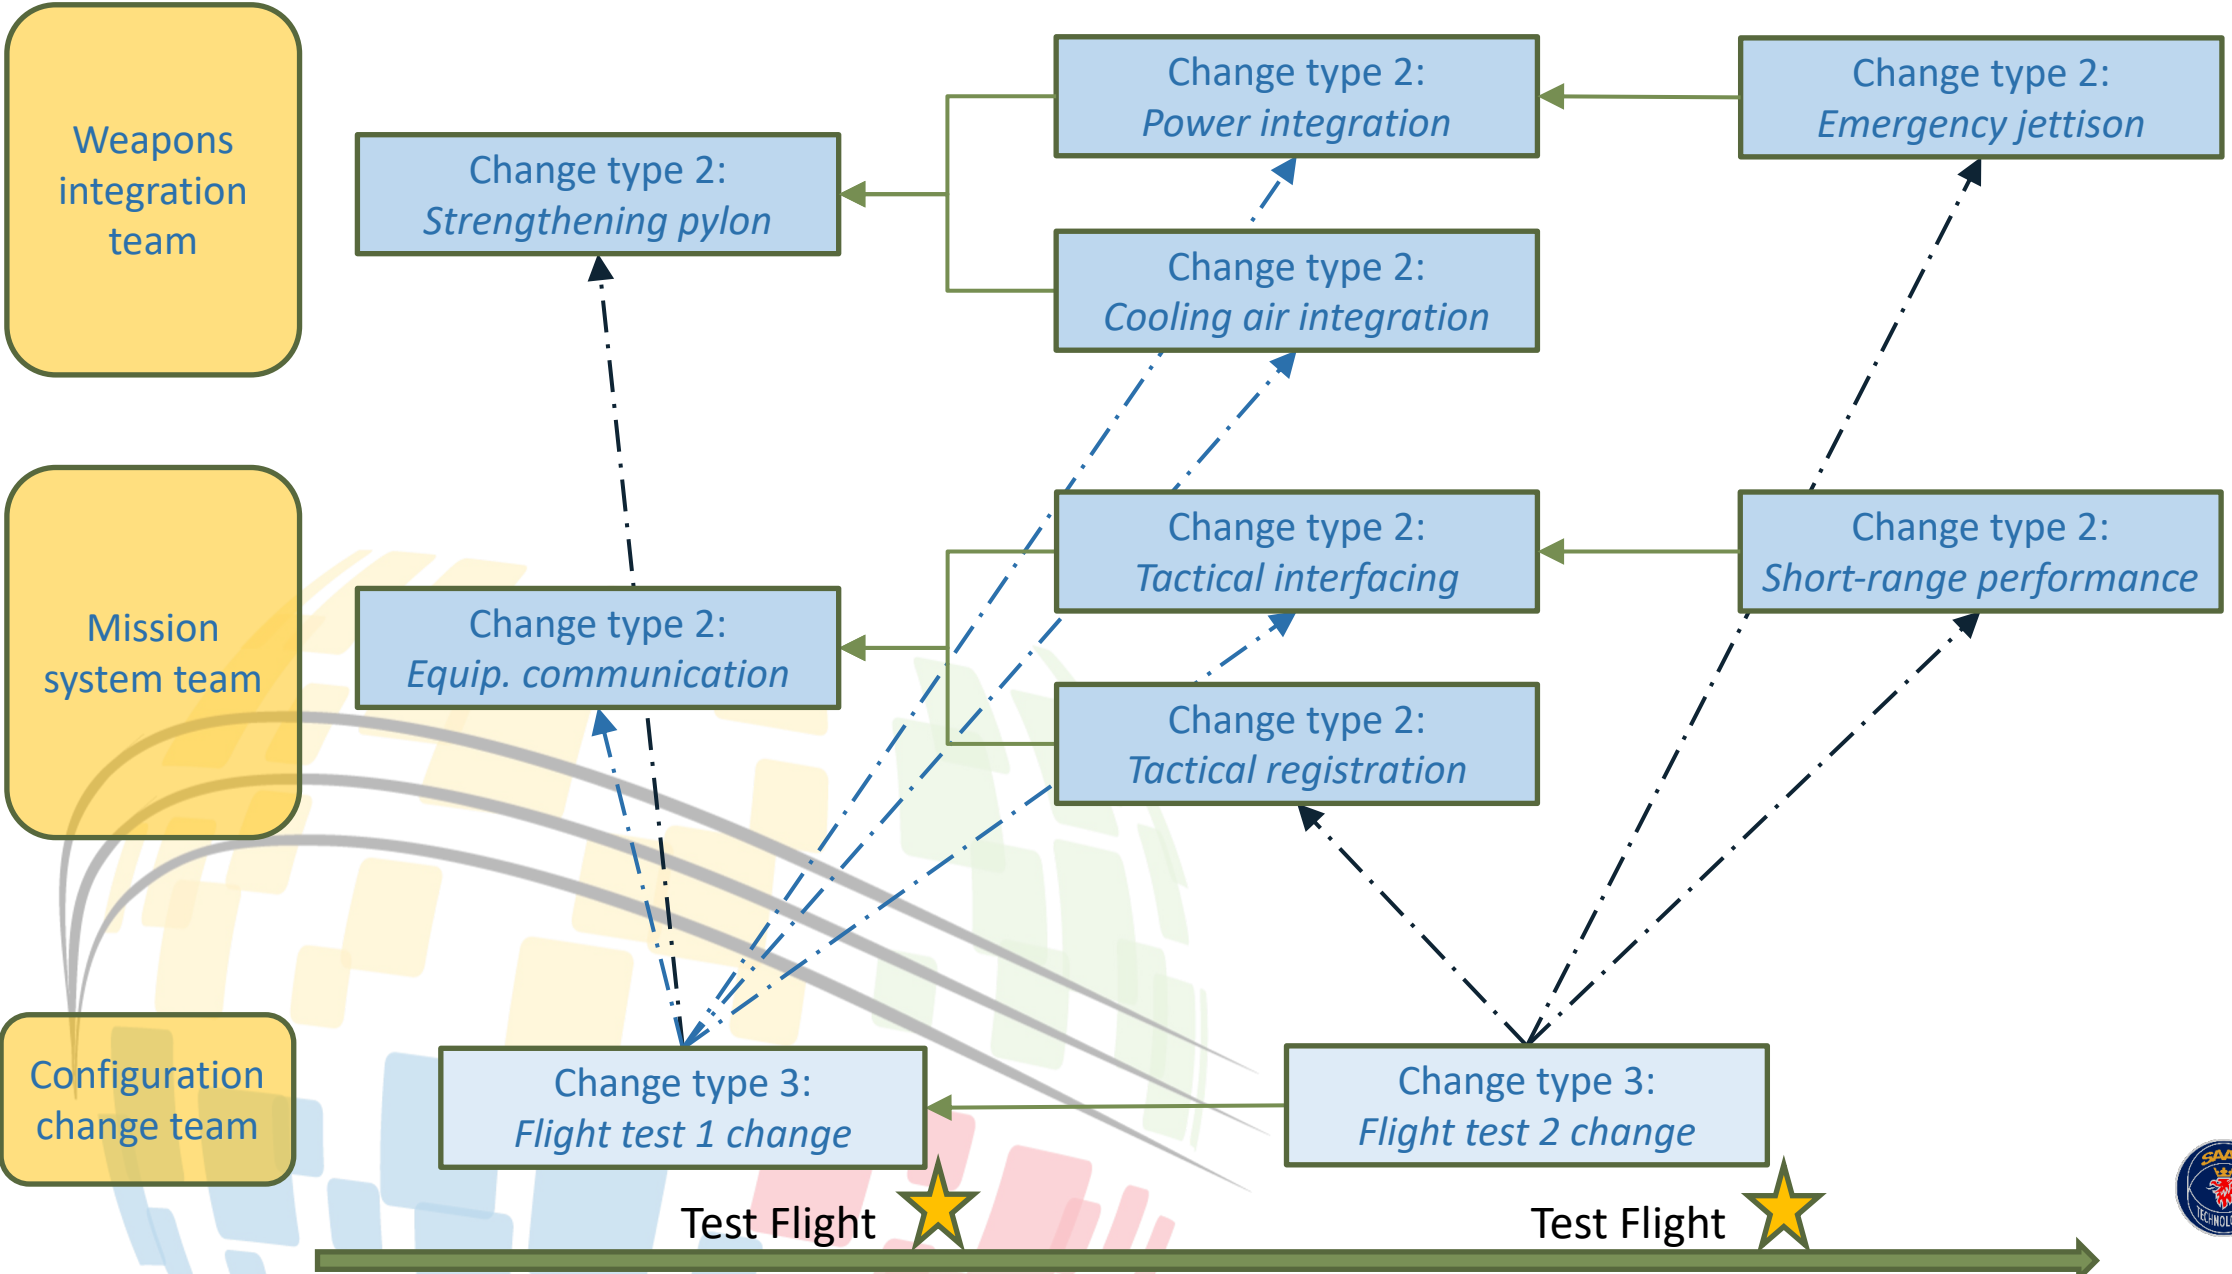 Weapons
integration
team
Change type 2:
Strengthening pylon
Change type 2:
Power integration
Change type 2:
Cooling air integration
Change type 2:
Emergency jettison
Mission
system team
Change type 2:
Equip. communication
Change type 2:
Tactical interfacing
Change type 2:
Tactical registration
Change type 2:
Short-range performance
Configuration
change team
Change type 3:
Flight test 1 change
Change type 3:
Flight test 2 change
Test Flight
Test Flight